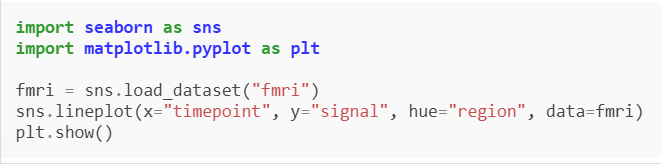 import seaborn as sns
import matplotlib.pyplot as plt
fmri = sns.load_dataset("fmri")
sns.lineplot(x="timepoint", y="signal", hue="region", data=fmri)
plt.show()